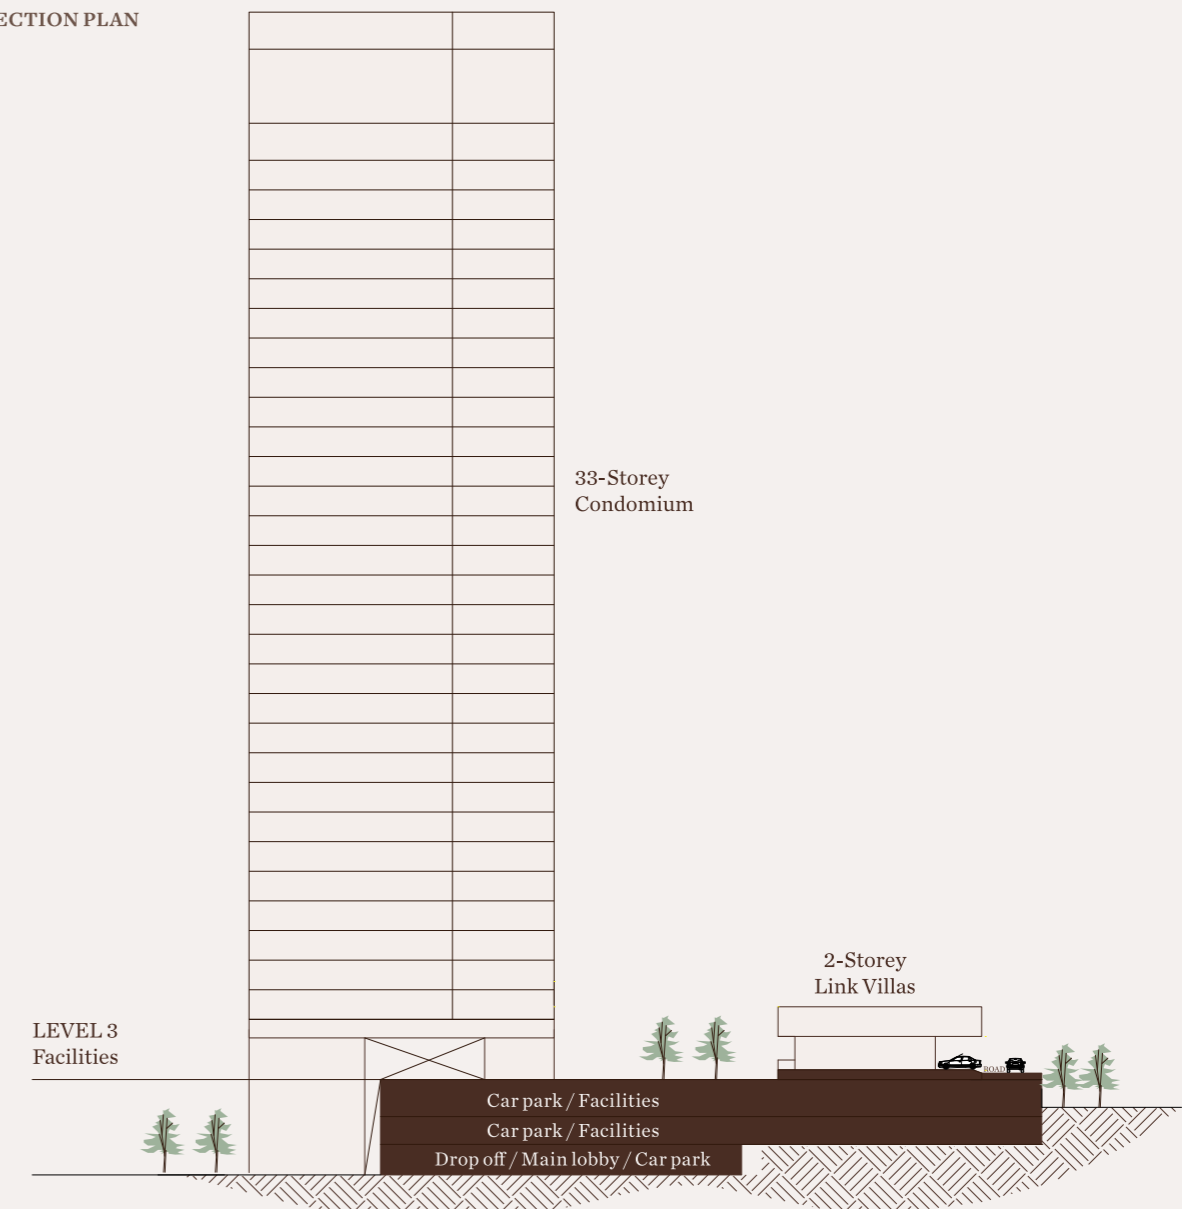 ECTION PLAN
33-Storey
Condomium
2-Storey
Link Villas
LEVEL 3
Facilities
ROAD
Car park / Facilities
Car park / Facilities
Drop off / Main lobby / Car park